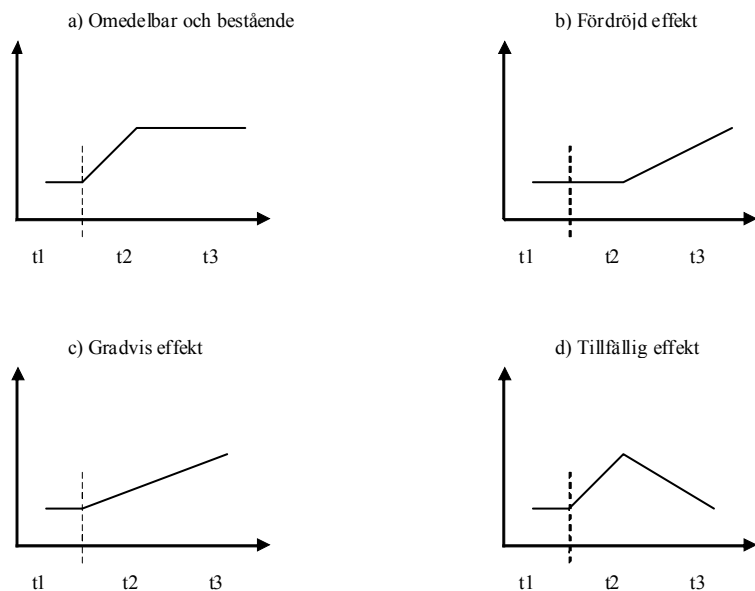 a) Omedelbar och bestående
b) Fördröjd effekt
t1 t2 t3
t1 t2 t3
c) Gradvis effekt
d) Tillfällig effekt
t1 t2 t3
t1 t2 t3